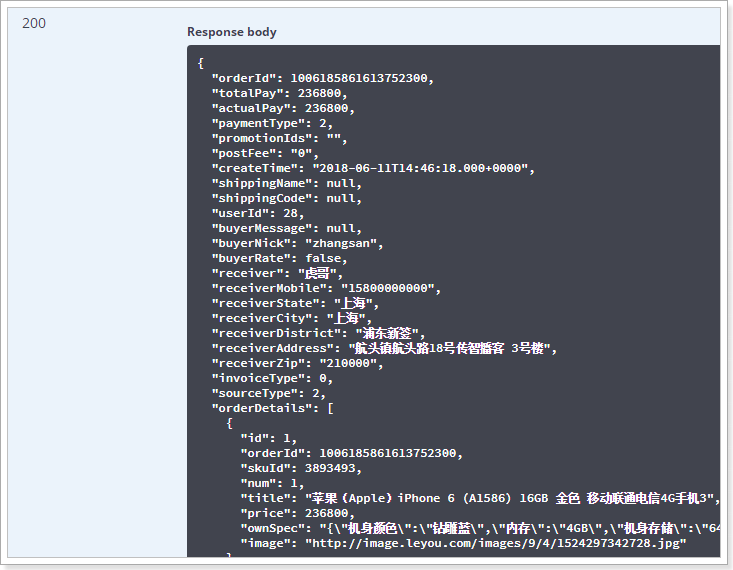 200
Response body
{
"orderId": 1006185861613752300,
"totalPay": 236800,
"actualPay": 236800,
"paymentType": 2,
"promotionIds": "",
"postFee": "0",
"createTime": "2018-06-11T14:46:18.000+0000",
"shippingName": null,
"shippingCode": null,
"userId": 28,
"buyerMessage": null,
"buyerNick": "zhangsan",
"buyerRate": false,
"receiver": "虎哥",
"receiverMobile": "15800000000",
"receiverState": "上海",
"receiverCity": "上海",
"receiverDistrict": "浦东新签",
"receiverAddress": "航头镇航头路18号传智播客 3号楼",
"receiverZip": "210000",
"invoiceType": 0,
"sourceType": 2,
"orderDetails": [
{
"id": 1,
"orderId": 1006185861613752300,
"skuId": 3893493,
"num": 1,
"title": "苹果（Apple）iPhone 6 (A1586) 16GB 金色 移动联通电信4G手机3",
"price": 236800,
"ownSpec": "{\"机身颜色\":\"钻雕蓝\",\"内存\":\"4GB\",\"机身存储\":\"64
"image": "http://image.leyou.com/images/9/4/1524297342728.jpg"